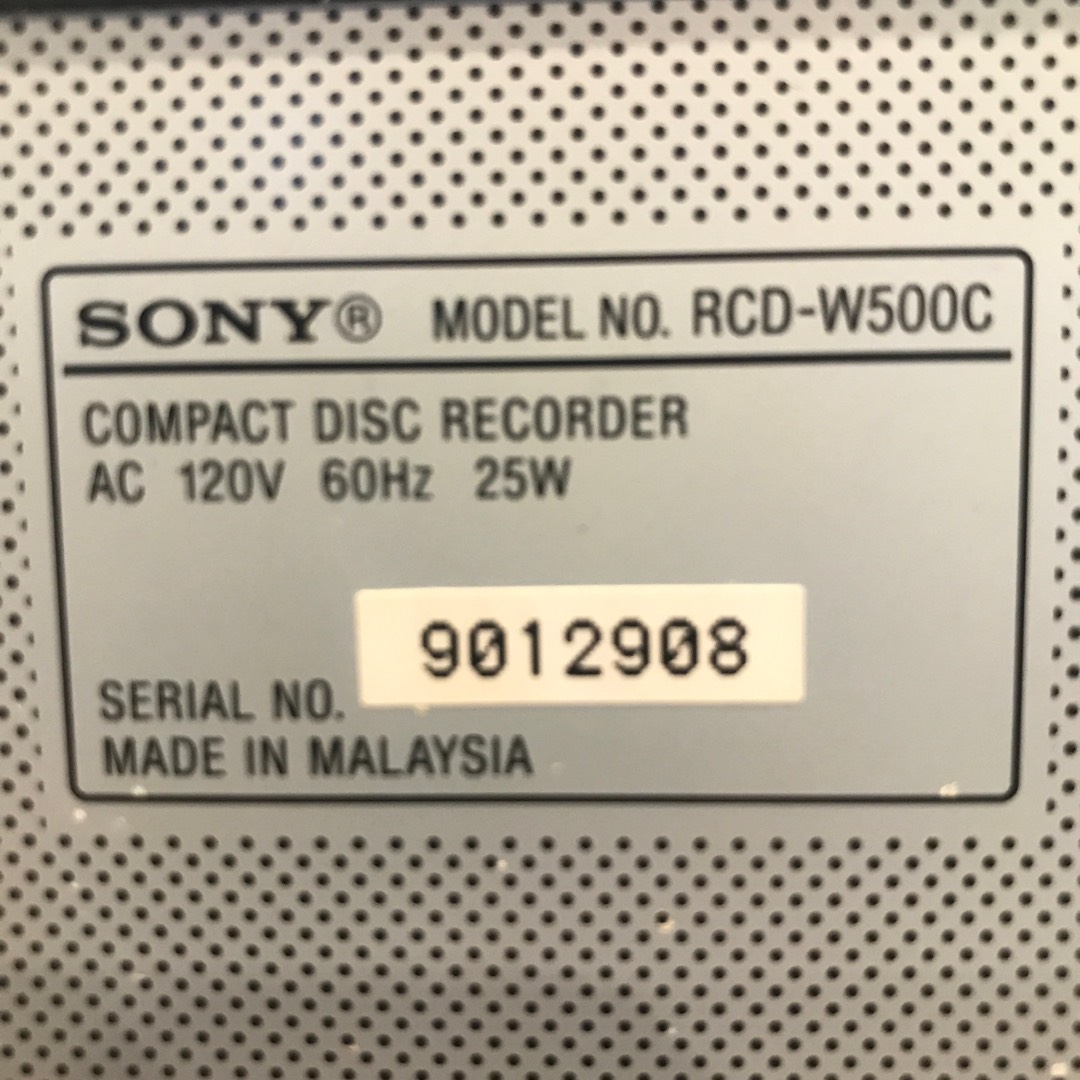 SONY® MODEL NO. RCD-W500C
COMPACT DISC RECORDER
AC 120V 60Hz 25W
9012908
SERIAL NO.
MADE IN MALAYSIA